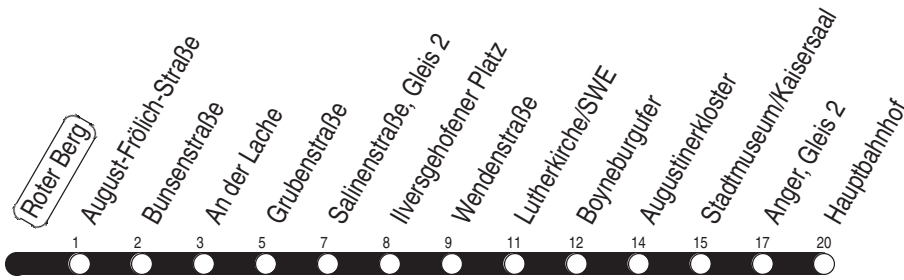 Roter Berg
August-Frölich-Straße
Bunsenstraße
An der Lache
Grubenstraße
Salinenstraße, Gleis 2
Ilversgehofener Platz
Wendenstraße
Lutherkirche/SWE
Boyneburgufer
Augustinerkloster
Stadtmuseum/Kaisersaal
Anger, Gleis 2
Hauptbahnhof
1 2 3 5 7 8 9 11 12 14 15 17 20